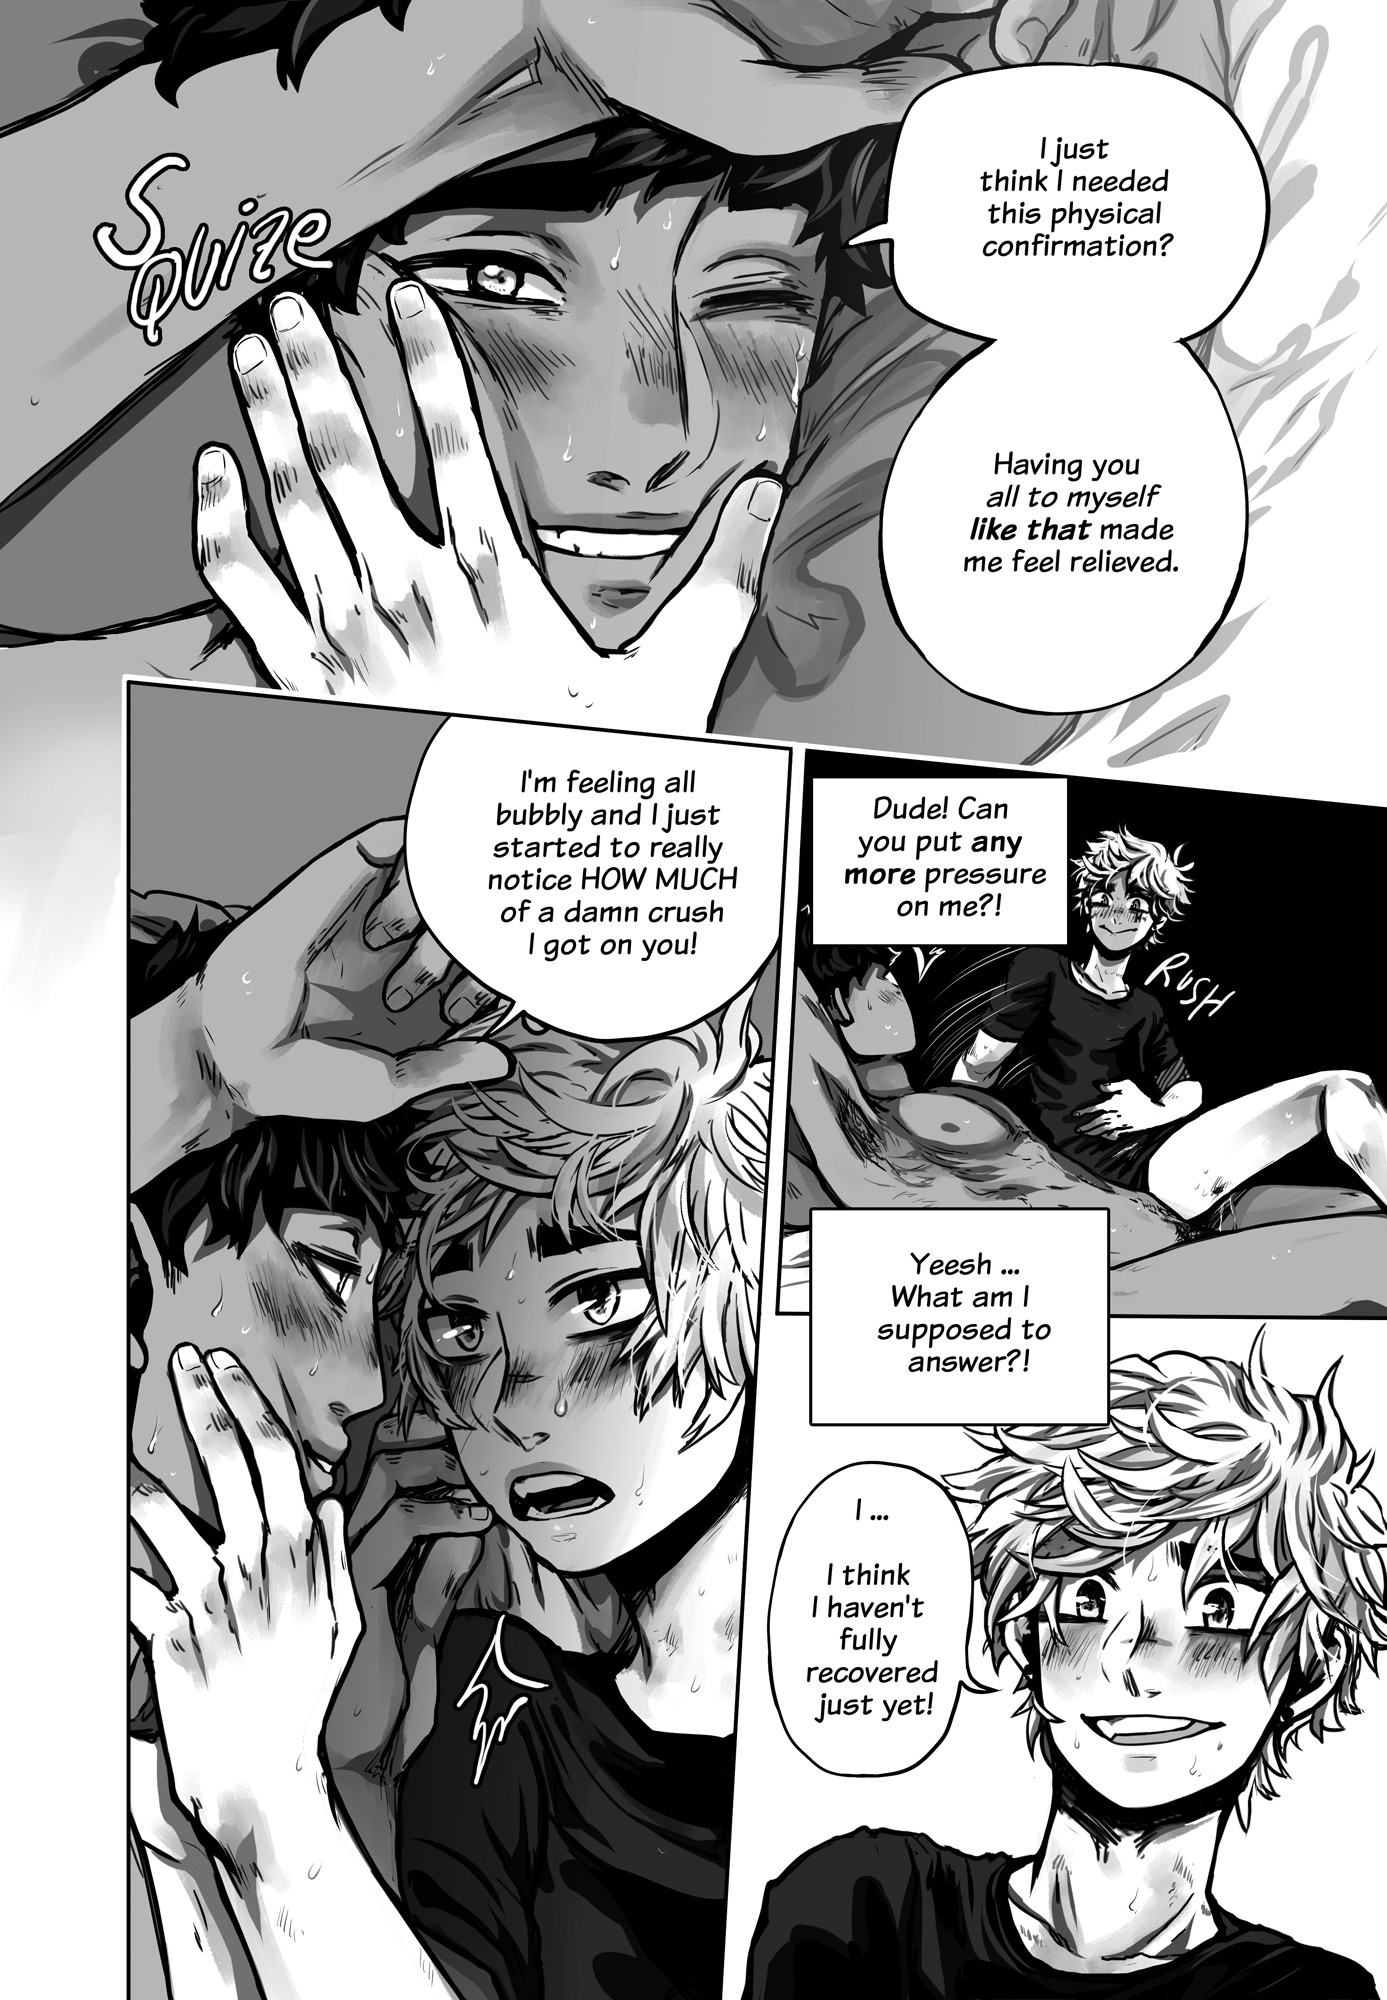 SQuize
I just
think I needed
this physical
confirmation?
Having you
all to myself
like that made
me feel relieved.
I'm feeling all
bubbly and I just
started to really
notice HOW MUCH
of a damn crush
I got on you!
Dude! Can
you put any
more pressure
on me?!
RUSH
Yeesh ...
What am I
supposed to
answer?!
I ...
I think
I haven't
fully
recovered
just yet!